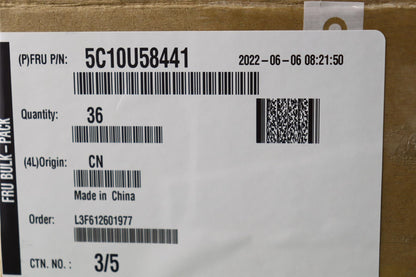 (P)FRU P/N: 5C10U58441 2022-06-06 08:21:50
Quantity: 36
(4L)Origin: CN
Made in China
Order: L3F612601977
CTN. NO.: 3/5
FRU BULK-PACK